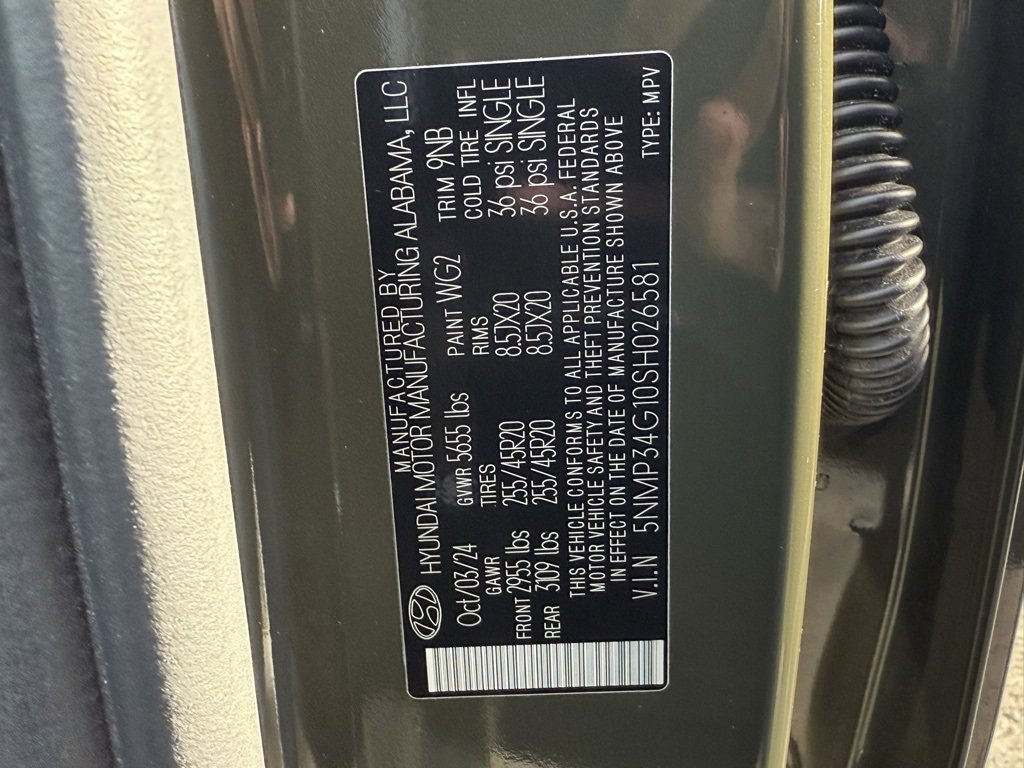 MANUFACTURED BY
HYUNDAI MOTOR MANUFACTURING ALABAMA, LLC
Oct/03/24 GVWR 5655 lbs PAINT WG2 TRIM 9NB
GAWR TIRES RIMS COLD TIRE INFL
FRONT 2955 lbs 255/45R20 8.5JX20 36 psi SINGLE
REAR 3109 lbs 255/45R20 8.5JX20 36 psi SINGLE
THIS VEHICLE CONFORMS TO ALL APPLICABLE U.S.A. FEDERAL
MOTOR VEHICLE SAFETY AND THEFT PREVENTION STANDARDS
IN EFFECT ON THE DATE OF MANUFACTURE SHOWN ABOVE
V.I.N 5NMP34G10SH026581 TYPE: MPV